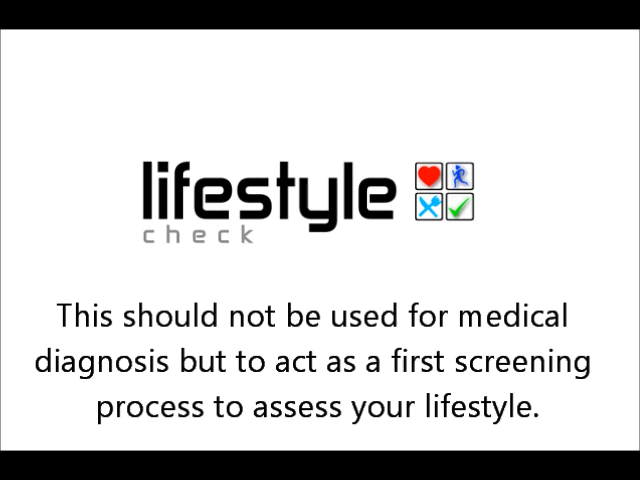 lifestyle
check
This should not be used for medical
diagnosis but to act as a first screening
process to assess your lifestyle.